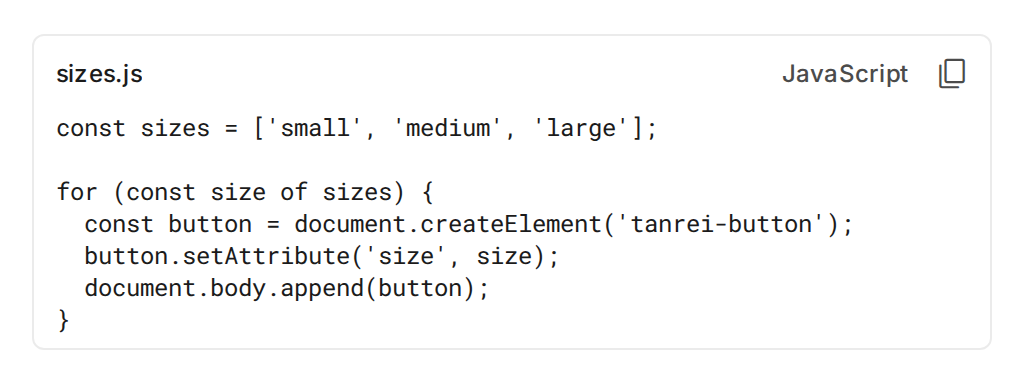 sizes.js
JavaScript
const sizes = ['small', 'medium', 'large'];

for (const size of sizes) {
  const button = document.createElement('tanrei-button');
  button.setAttribute('size', size);
  document.body.append(button);
}